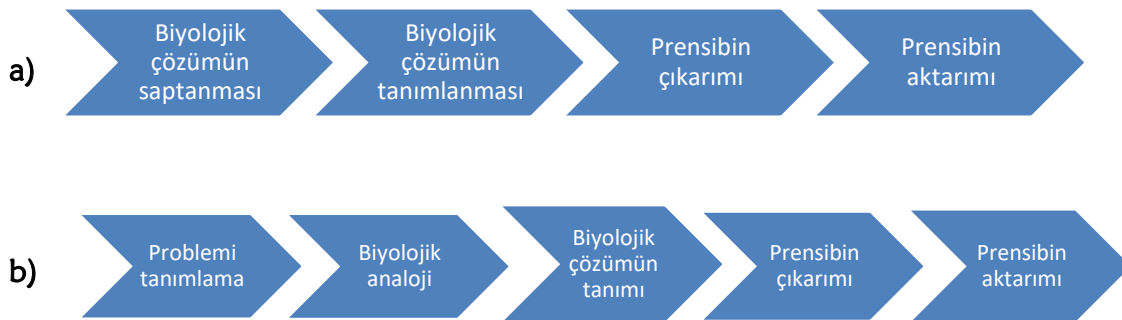 a)
Biyolojik
çözümün
saptanması
Biyolojik
çözümün
tanımlanması
Prensibin
çıkarımı
Prensibin
aktarımı
b)
Problemi
tanımlama
Biyolojik
analoji
Biyolojik
çözümün
tanımı
Prensibin
çıkarımı
Prensibin
aktarımı